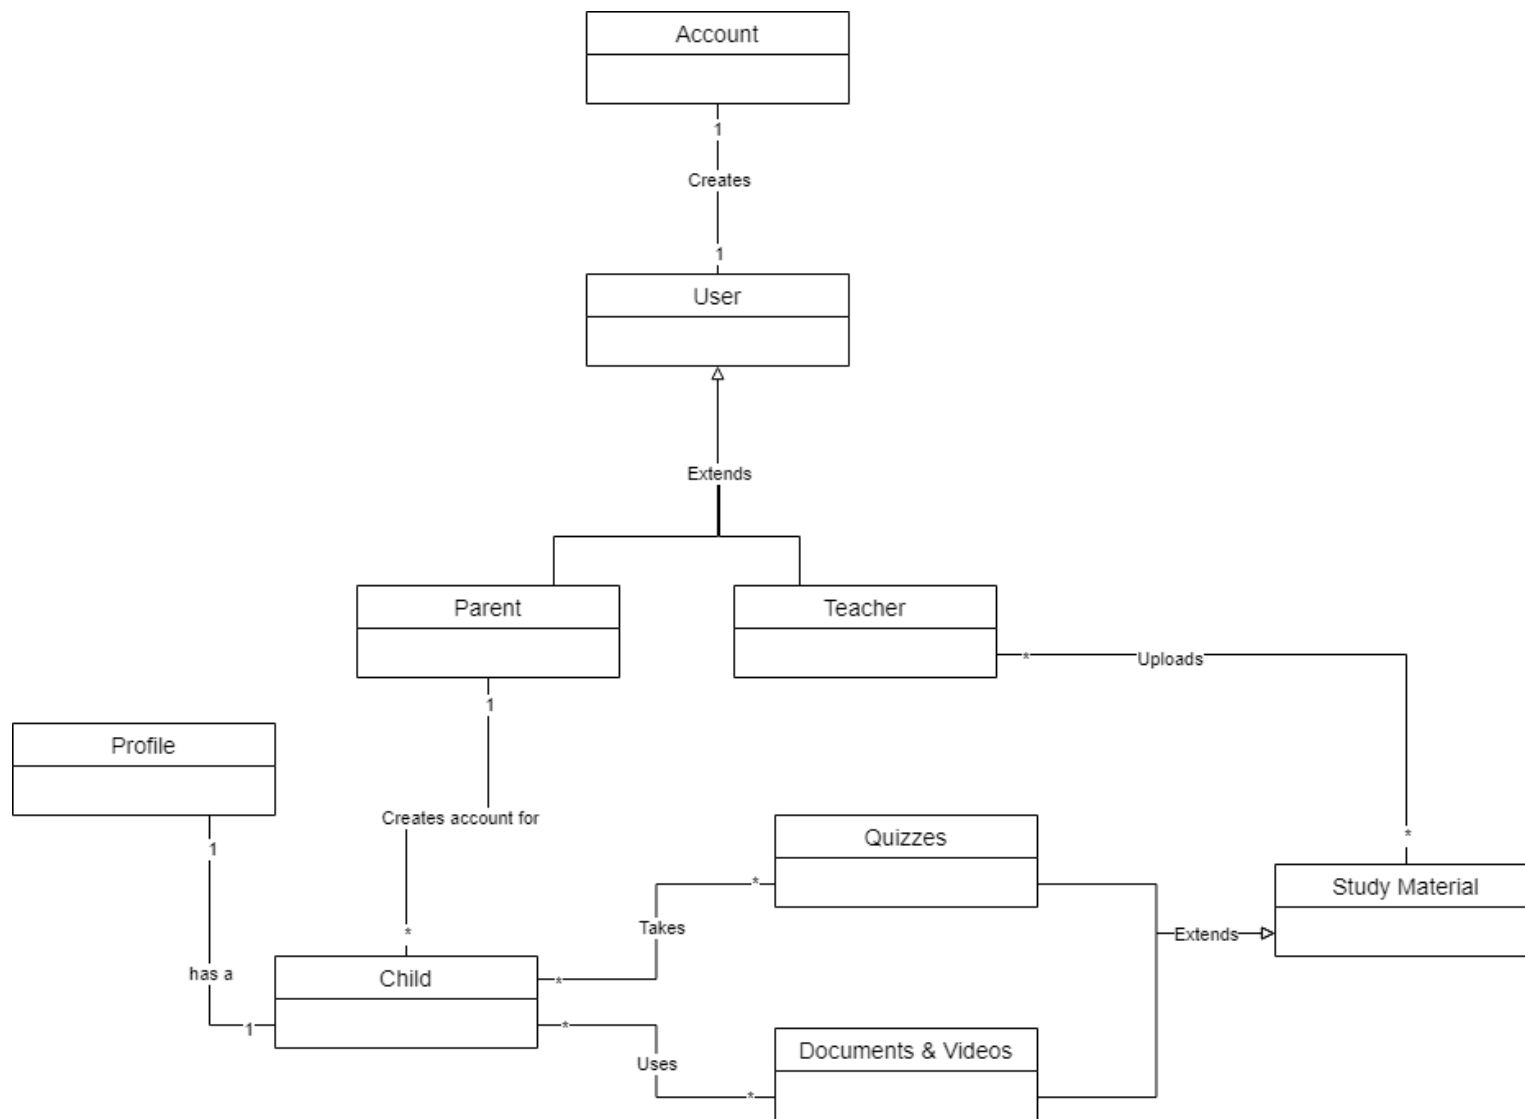 Account
1
Creates
1
User
Extends
Parent
Teacher
* Uploads
1
Profile
Creates account for
Quizzes
*
1
*
Study Material
Takes
*
Extends
has a
Child
*
1
*
Uses
Documents & Videos
*